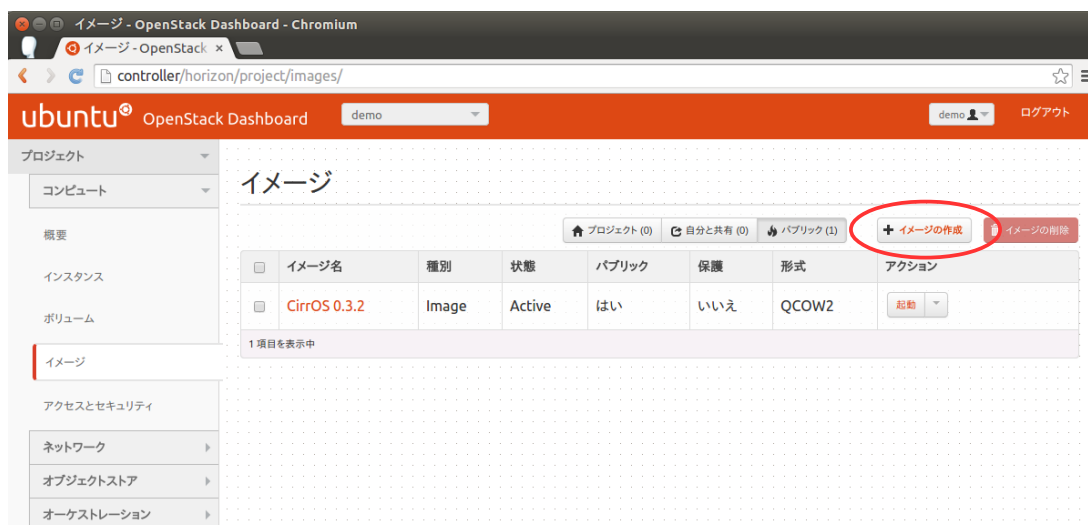 イメージ - OpenStack Dashboard - Chromium
イメージ - OpenStack ×
controller/horizon/project/images/
ubuntu OpenStack Dashboard demo demo ログアウト
プロジェクト
コンピュート
概要
インスタンス
ボリューム
イメージ
アクセスとセキュリティ
ネットワーク
オブジェクトストア
オーケストレーション
イメージ
プロジェクト (0) 自分と共有 (0) パブリック (1) イメージの作成 イメージの削除
イメージ名 種別 状態 パブリック 保護 形式 アクション
CirrOS 0.3.2 Image Active はい いいえ QCOW2 起動
1 項目を表示中